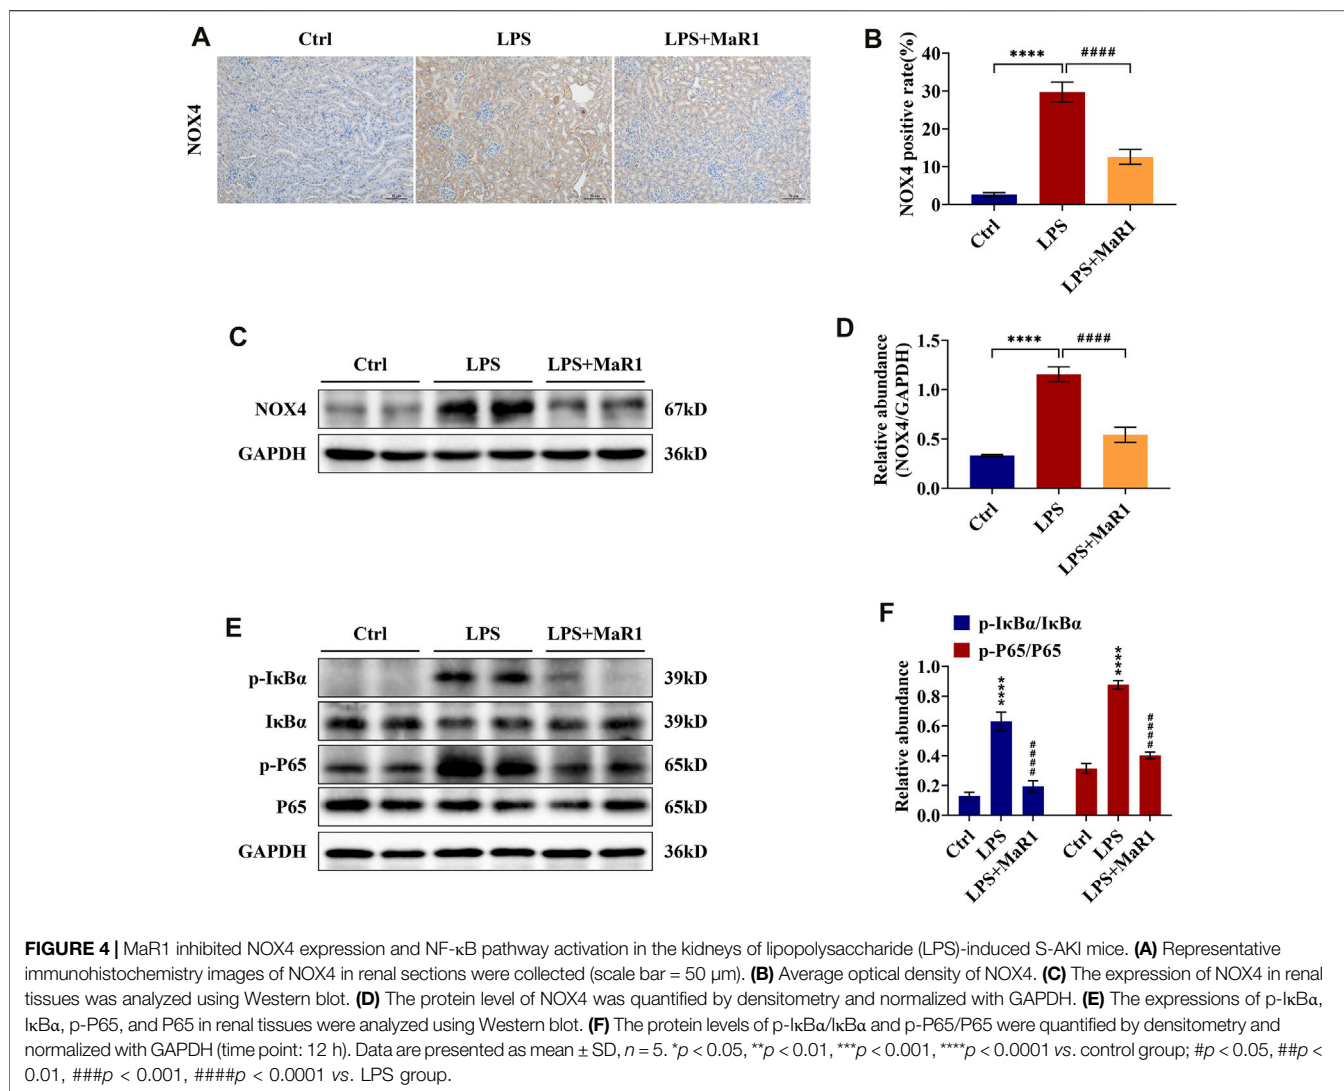 A
Ctrl
LPS
LPS+MaR1
NOX4
B
NOX4 positive rate(%)
40
30
20
10
0
****
####
Ctrl
LPS
LPS+MaR1
C
Ctrl
LPS
LPS+MaR1
NOX4
67kD
GAPDH
36kD
D
Relative abundance
(NOX4/GAPDH)
1.5
1.0
0.5
0.0
****
####
Ctrl
LPS
LPS+MaR1
E
Ctrl
LPS
LPS+MaR1
p-IκBα
39kD
IκBα
39kD
p-P65
65kD
P65
65kD
GAPDH
36kD
F
p-IκBα/IκBα
p-P65/P65
Relative abundance
1.0
0.8
0.6
0.4
0.2
0.0
****
####
****
####
Ctrl
LPS
LPS+MaR1
Ctrl
LPS
LPS+MaR1
FIGURE 4 | MaR1 inhibited NOX4 expression and NF-κB pathway activation in the kidneys of lipopolysaccharide (LPS)-induced S-AKI mice. (A) Representative
immunohistochemistry images of NOX4 in renal sections were collected (scale bar = 50 μm). (B) Average optical density of NOX4. (C) The expression of NOX4 in renal
tissues was analyzed using Western blot. (D) The protein level of NOX4 was quantified by densitometry and normalized with GAPDH. (E) The expressions of p-IκBα,
IκBα, p-P65, and P65 in renal tissues were analyzed using Western blot. (F) The protein levels of p-IκBα/IκBα and p-P65/P65 were quantified by densitometry and
normalized with GAPDH (time point: 12 h). Data are presented as mean ± SD, n = 5. *p < 0.05, **p < 0.01, ***p < 0.001, ****p < 0.0001 vs. control group; #p < 0.05, ##p <
0.01, ###p < 0.001, ####p < 0.0001 vs. LPS group.